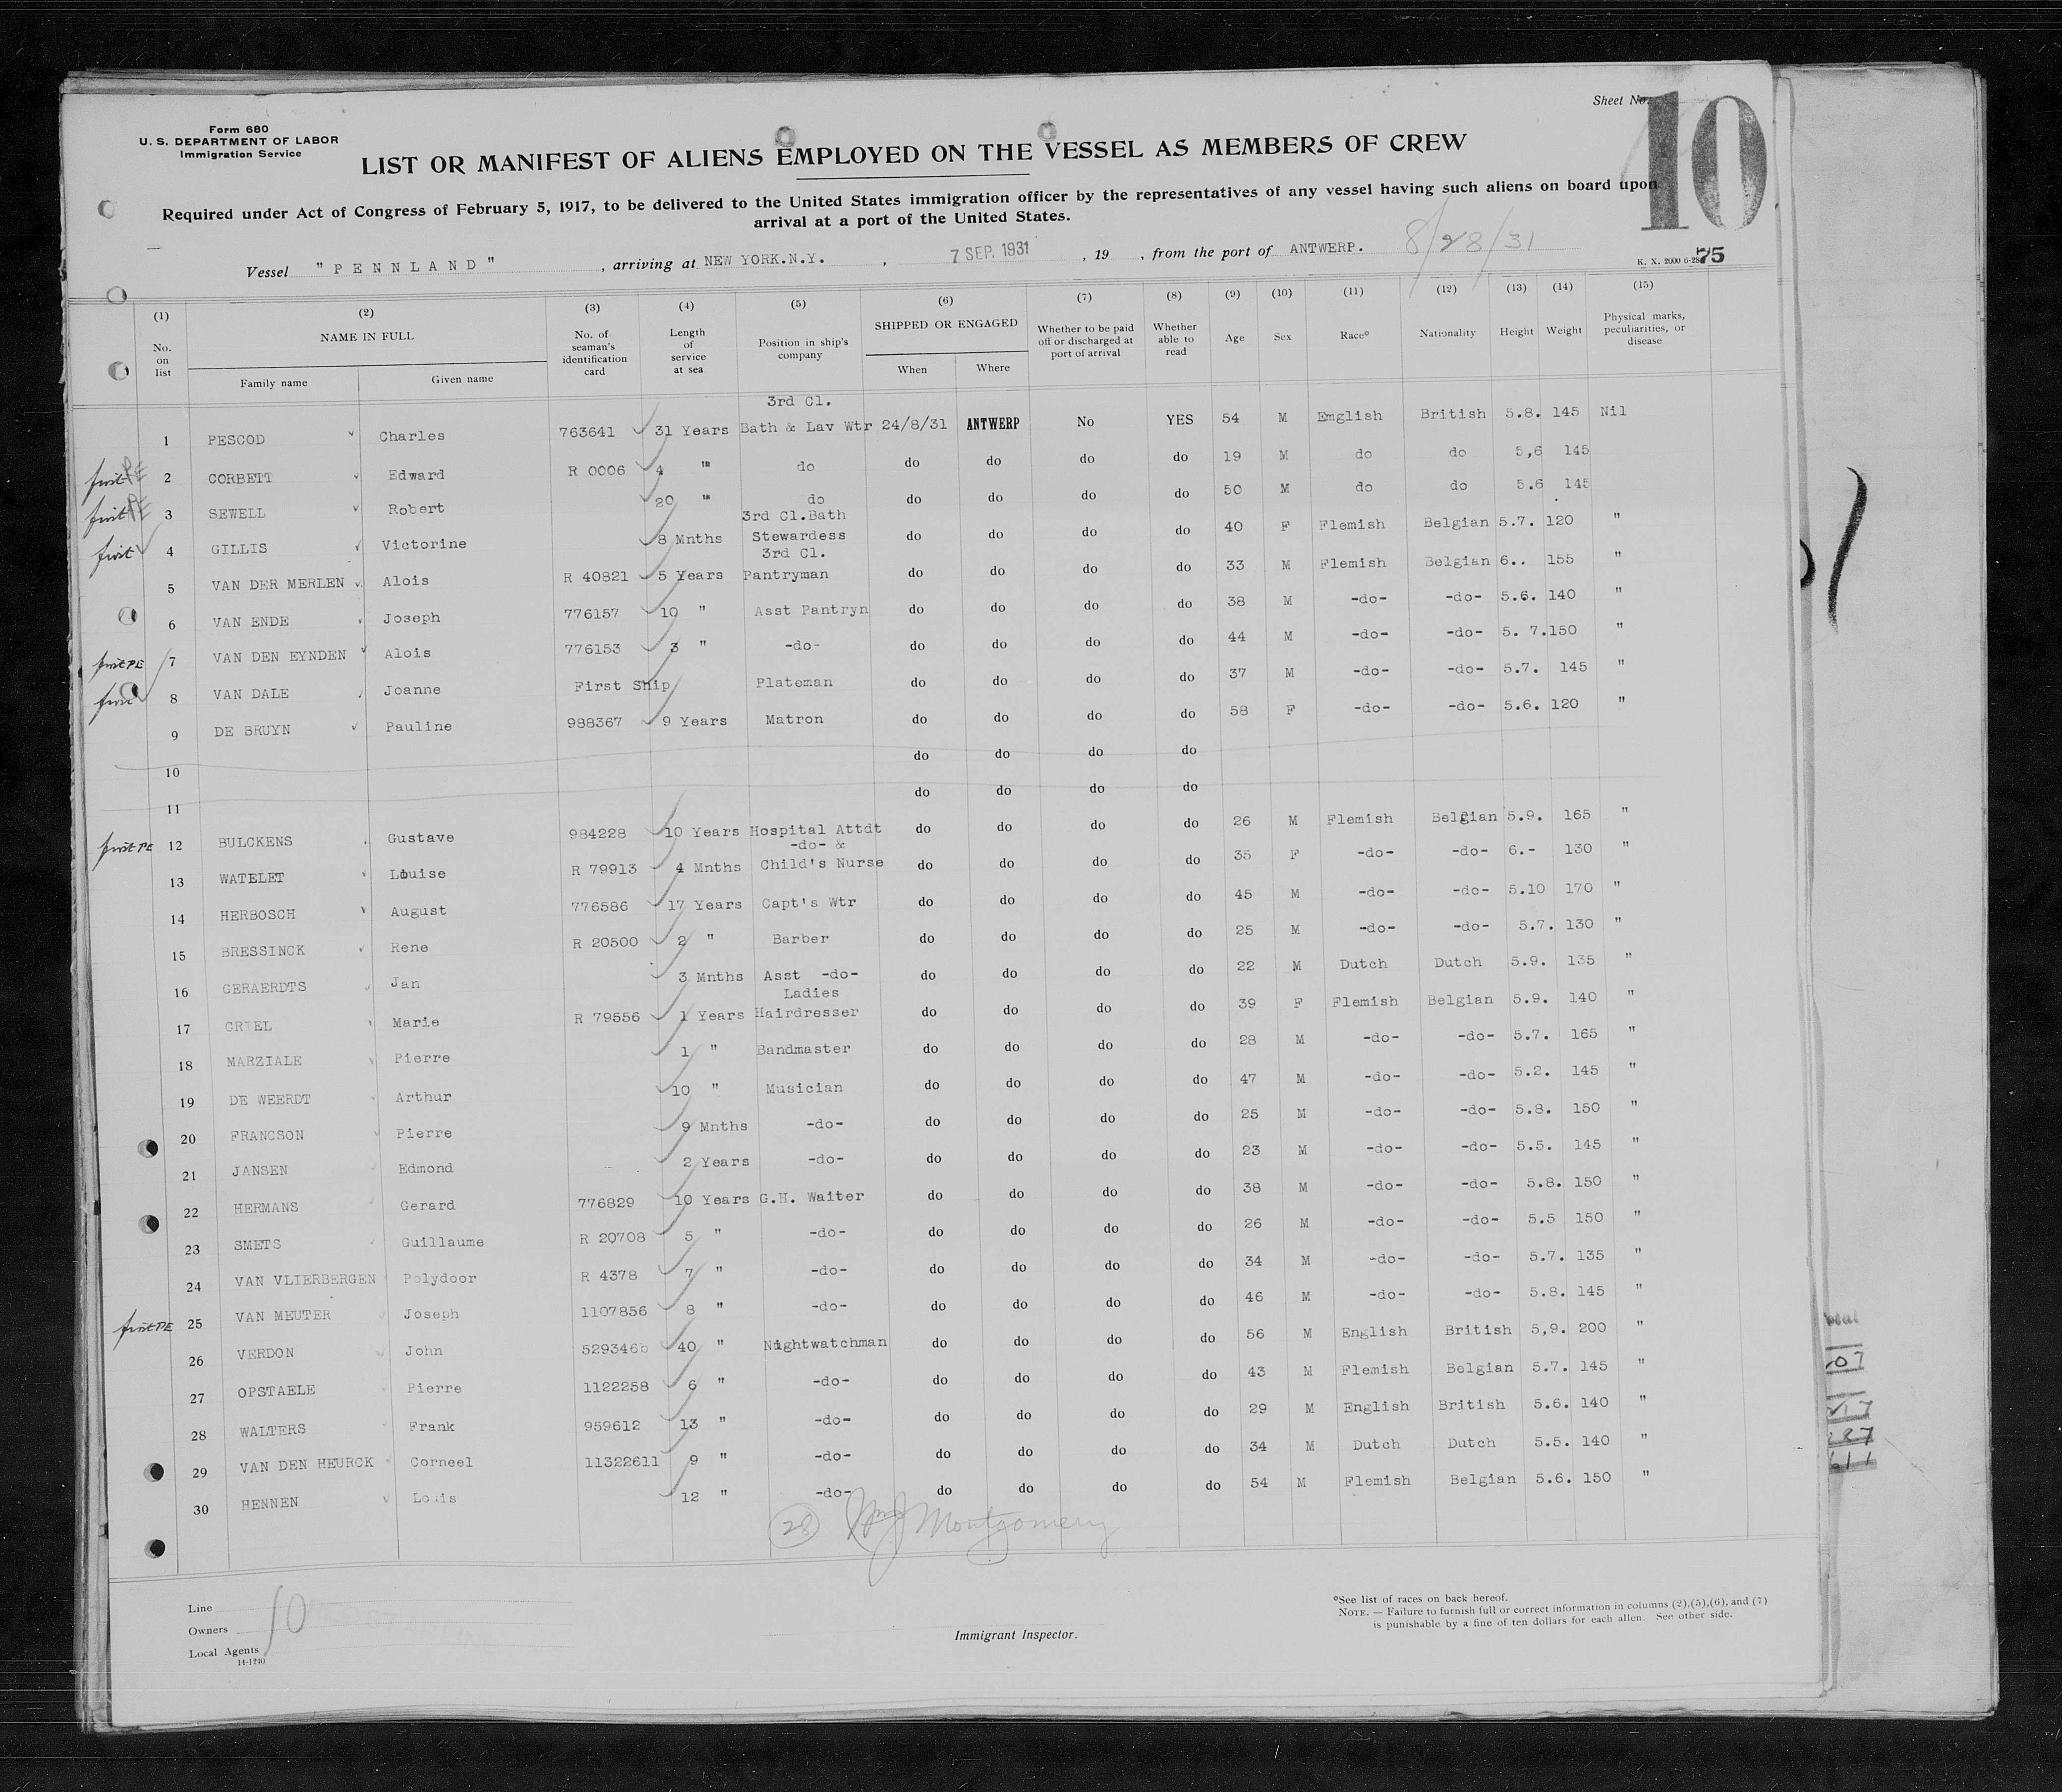 Sheet No. 10
Form 680
U. S. DEPARTMENT OF LABOR
Immigration Service
LIST OR MANIFEST OF ALIENS EMPLOYED ON THE VESSEL AS MEMBERS OF CREW
Required under Act of Congress of February 5, 1917, to be delivered to the United States immigration officer by the representatives of any vessel having such aliens on board upon
arrival at a port of the United States.
Vessel "PENNLAND" , arriving at NEW YORK.N.Y. , 7 SEP. 1931 , 19 , from the port of ANTWERP. 8/28/31
K. X. 2000 6-28 75
(1) (2) (3) (4) (5) (6) (7) (8) (9) (10) (11) (12) (13) (14) (15)
No. on list NAME IN FULL Family name Given name No. of seaman's identification card Length of service at sea Position in ship's company SHIPPED OR ENGAGED When Where Whether to be paid off or discharged at port of arrival Whether able to read Age Sex Race° Nationality Height Weight Physical marks, peculiarities, or disease
3rd Cl.
1 PESCOD Charles 763641 31 Years Bath & Lav Wtr 24/8/31 ANTWERP No YES 54 M Emglish British 5.8. 145 Nil
2 CORBETT Edward R 0006 4 " do do do do do 19 M do do 5,6 145
3 SEWELL Robert 20 " do do do do do 50 M do do 5.6 145
3rd Cl.Bath
4 GILLIS Victorine 8 Mnths Stewardess do do do do 40 F Flemish Belgian 5.7. 120 "
3rd Cl.
5 VAN DER MERLEN Alois R 40821 5 Years Pantryman do do do do 33 M Flemish Belgian 6.. 155 "
6 VAN ENDE Joseph 776157 10 " Asst Pantryn do do do do 38 M -do- -do- 5.6. 140 "
7 VAN DEN EYNDEN Alois 776153 3 " -do- do do do do 44 M -do- -do- 5. 7.150 "
8 VAN DALE Joanne First Ship Plateman do do do do 37 M -do- -do- 5.7. 145 "
9 DE BRUYN Pauline 988367 9 Years Matron do do do do 58 F -do- -do- 5.6. 120 "
10 do do do do
11 do do do do
12 BULCKENS Gustave 984228 10 Years Hospital Attdt do do do do 26 M Flemish Belgian 5.9. 165 "
-do- &
13 WATELET Louise R 79913 4 Mnths Child's Nurse do do do do 35 F -do- -do- 6.- 130 "
14 HERBOSCH August 776586 17 Years Capt's Wtr do do do do 45 M -do- -do- 5.10 170 "
15 BRESSINCK Rene R 20500 2 " Barber do do do do 25 M -do- -do- 5.7. 130 "
16 GERAERDTS Jan 3 Mnths Asst -do- do do do do 22 M Dutch Dutch 5.9. 135 "
Ladies
17 CRIEL Marie R 79556 1 Years Hairdresser do do do do 39 F Flemish Belgian 5.9. 140 "
18 MARZIALE Pierre 1 " Bandmaster do do do do 28 M -do- -do- 5.7. 165 "
19 DE WEERDT Arthur 10 " Musician do do do do 47 M -do- -do- 5.2. 145 "
20 FRANCSON Pierre 9 Mnths -do- do do do do 25 M -do- -do- 5.8. 150 "
21 JANSEN Edmond 2 Years -do- do do do do 23 M -do- -do- 5.5. 145 "
22 HERMANS Gerard 776829 10 Years G.H. Waiter do do do do 38 M -do- -do- 5.8. 150 "
23 SMETS Guillaume R 20708 5 " -do- do do do do 26 M -do- -do- 5.5 150 "
24 VAN VLIERBERGEN Polydoor R 4378 7 " -do- do do do do 34 M -do- -do- 5.7. 135 "
25 VAN MEUTER Joseph 1107856 8 " -do- do do do do 46 M -do- -do- 5.8. 145 "
26 VERDON John 529346b 40 " Nightwatchman do do do do 56 M English British 5,9. 200 "
27 OPSTAELE Pierre 1122258 6 " -do- do do do do 43 M Flemish Belgian 5.7. 145 "
28 WALTERS Frank 959612 13 " -do- do do do do 29 M English British 5.6. 140 "
29 VAN DEN HEURCK Corneel 11322611 9 " -do- do do do do 34 M Dutch Dutch 5.5. 140 "
30 HENNEN Louis 12 " -do- do do do do 54 M Flemish Belgian 5.6. 150 "
28 Wm J Montgomery
Line
Owners
Local Agents
10
14-1240
Immigrant Inspector.
°See list of races on back hereof.
NOTE. — Failure to furnish full or correct information in columns (2),(5),(6), and (7)
is punishable by a fine of ten dollars for each alien. See other side.